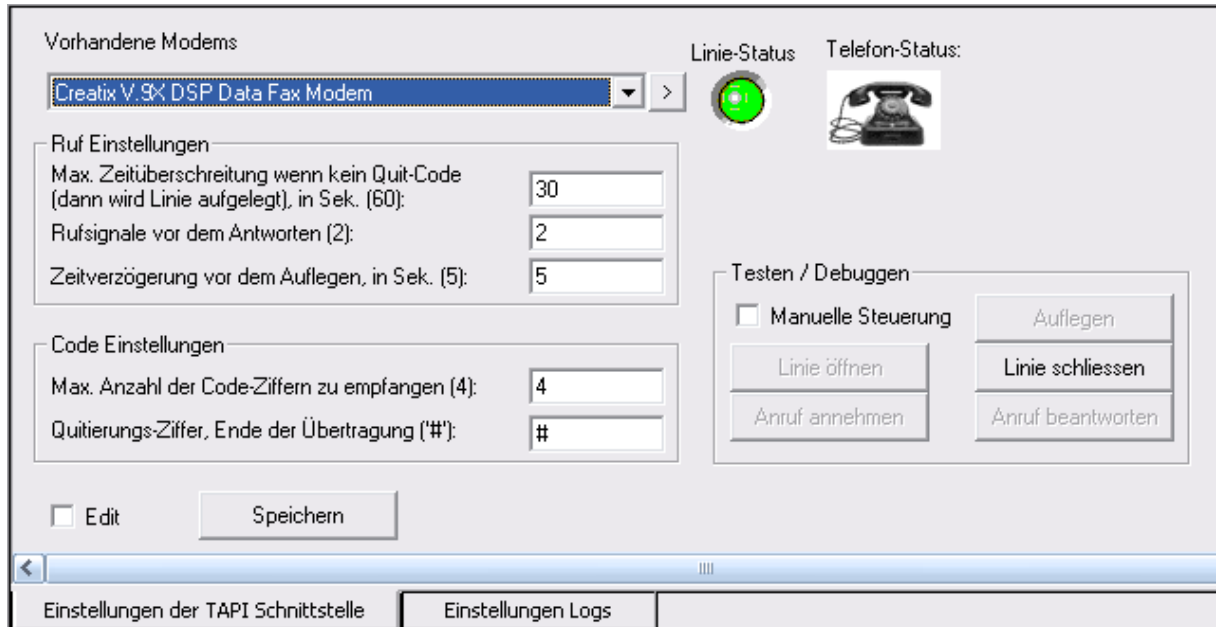 Vorhandene Modems
Linie-Status
Telefon-Status:
Creatix V.9X DSP Data Fax Modem
>
Ruf Einstellungen
Max. Zeitüberschreitung wenn kein Quit-Code
(dann wird Linie aufgelegt), in Sek. (60):
30
Rufsignale vor dem Antworten (2):
2
Zeitverzögerung vor dem Auflegen, in Sek. (5):
5
Code Einstellungen
Max. Anzahl der Code-Ziffern zu empfangen (4):
4
Quitierungs-Ziffer, Ende der Übertragung ('#'):
#
Testen / Debuggen
Manuelle Steuerung
Auflegen
Linie öffnen
Linie schliessen
Anruf annehmen
Anruf beantworten
Edit
Speichern
Einstellungen der TAPI Schnittstelle
Einstellungen Logs